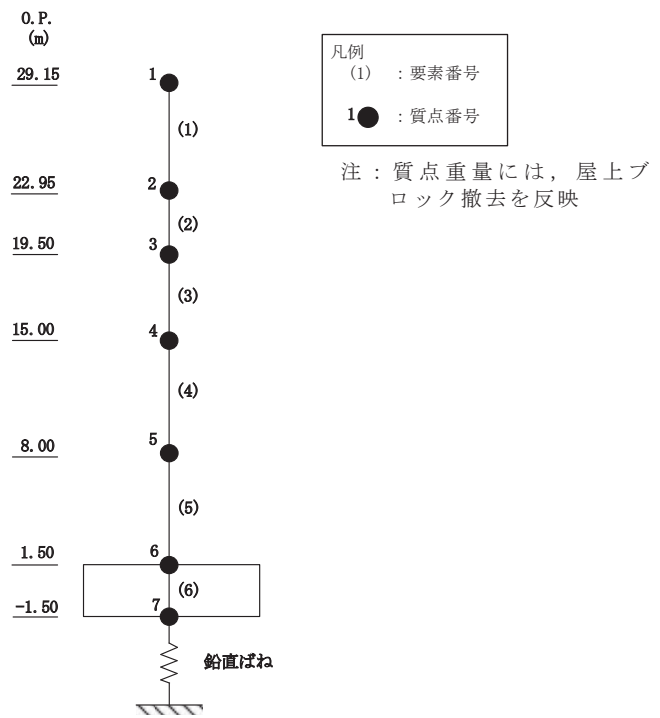 O.P.
(m)
29.15
1
(1)
22.95
2
(2)
19.50
3
(3)
15.00
4
(4)
8.00
5
(5)
1.50
6
(6)
-1.50
7
鉛直ばね
凡例
(1) : 要素番号
1 : 質点番号
注 : 質点重量には, 屋上ブ
ロック撤去を反映